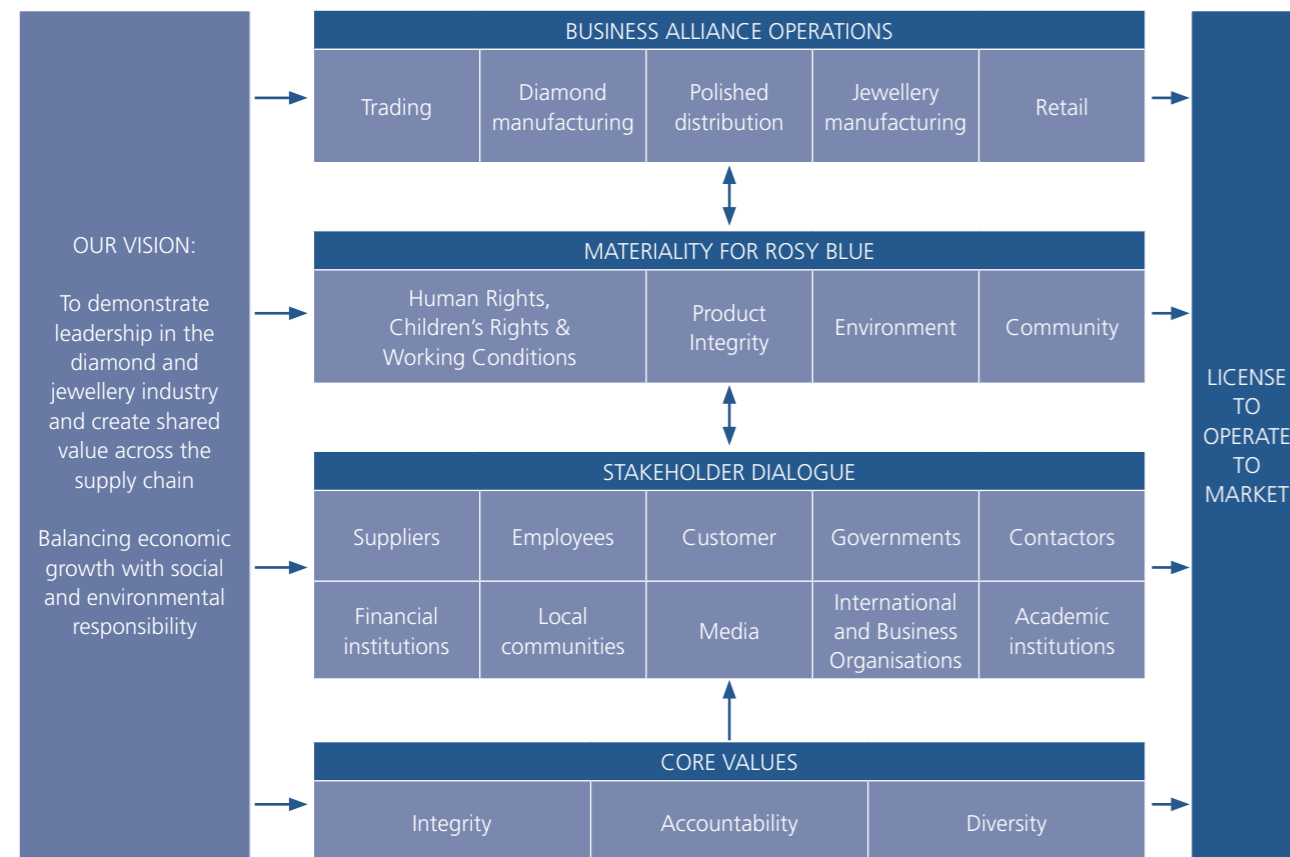 OUR VISION:
To demonstrate
leadership in the
diamond and
jewellery industry
and create shared
value across the
supply chain
Balancing economic
growth with social
and environmental
responsibility
BUSINESS ALLIANCE OPERATIONS
Trading
Diamond
manufacturing
Polished
distribution
Jewellery
manufacturing
Retail
MATERIALITY FOR ROSY BLUE
Human Rights,
Children's Rights &
Working Conditions
Product
Integrity
Environment
Community
STAKEHOLDER DIALOGUE
Suppliers
Employees
Customer
Governments
Contactors
Financial
institutions
Local
communities
Media
International
and Business
Organisations
Academic
institutions
CORE VALUES
Integrity
Accountability
Diversity
LICENSE
TO
OPERATE
TO
MARKET